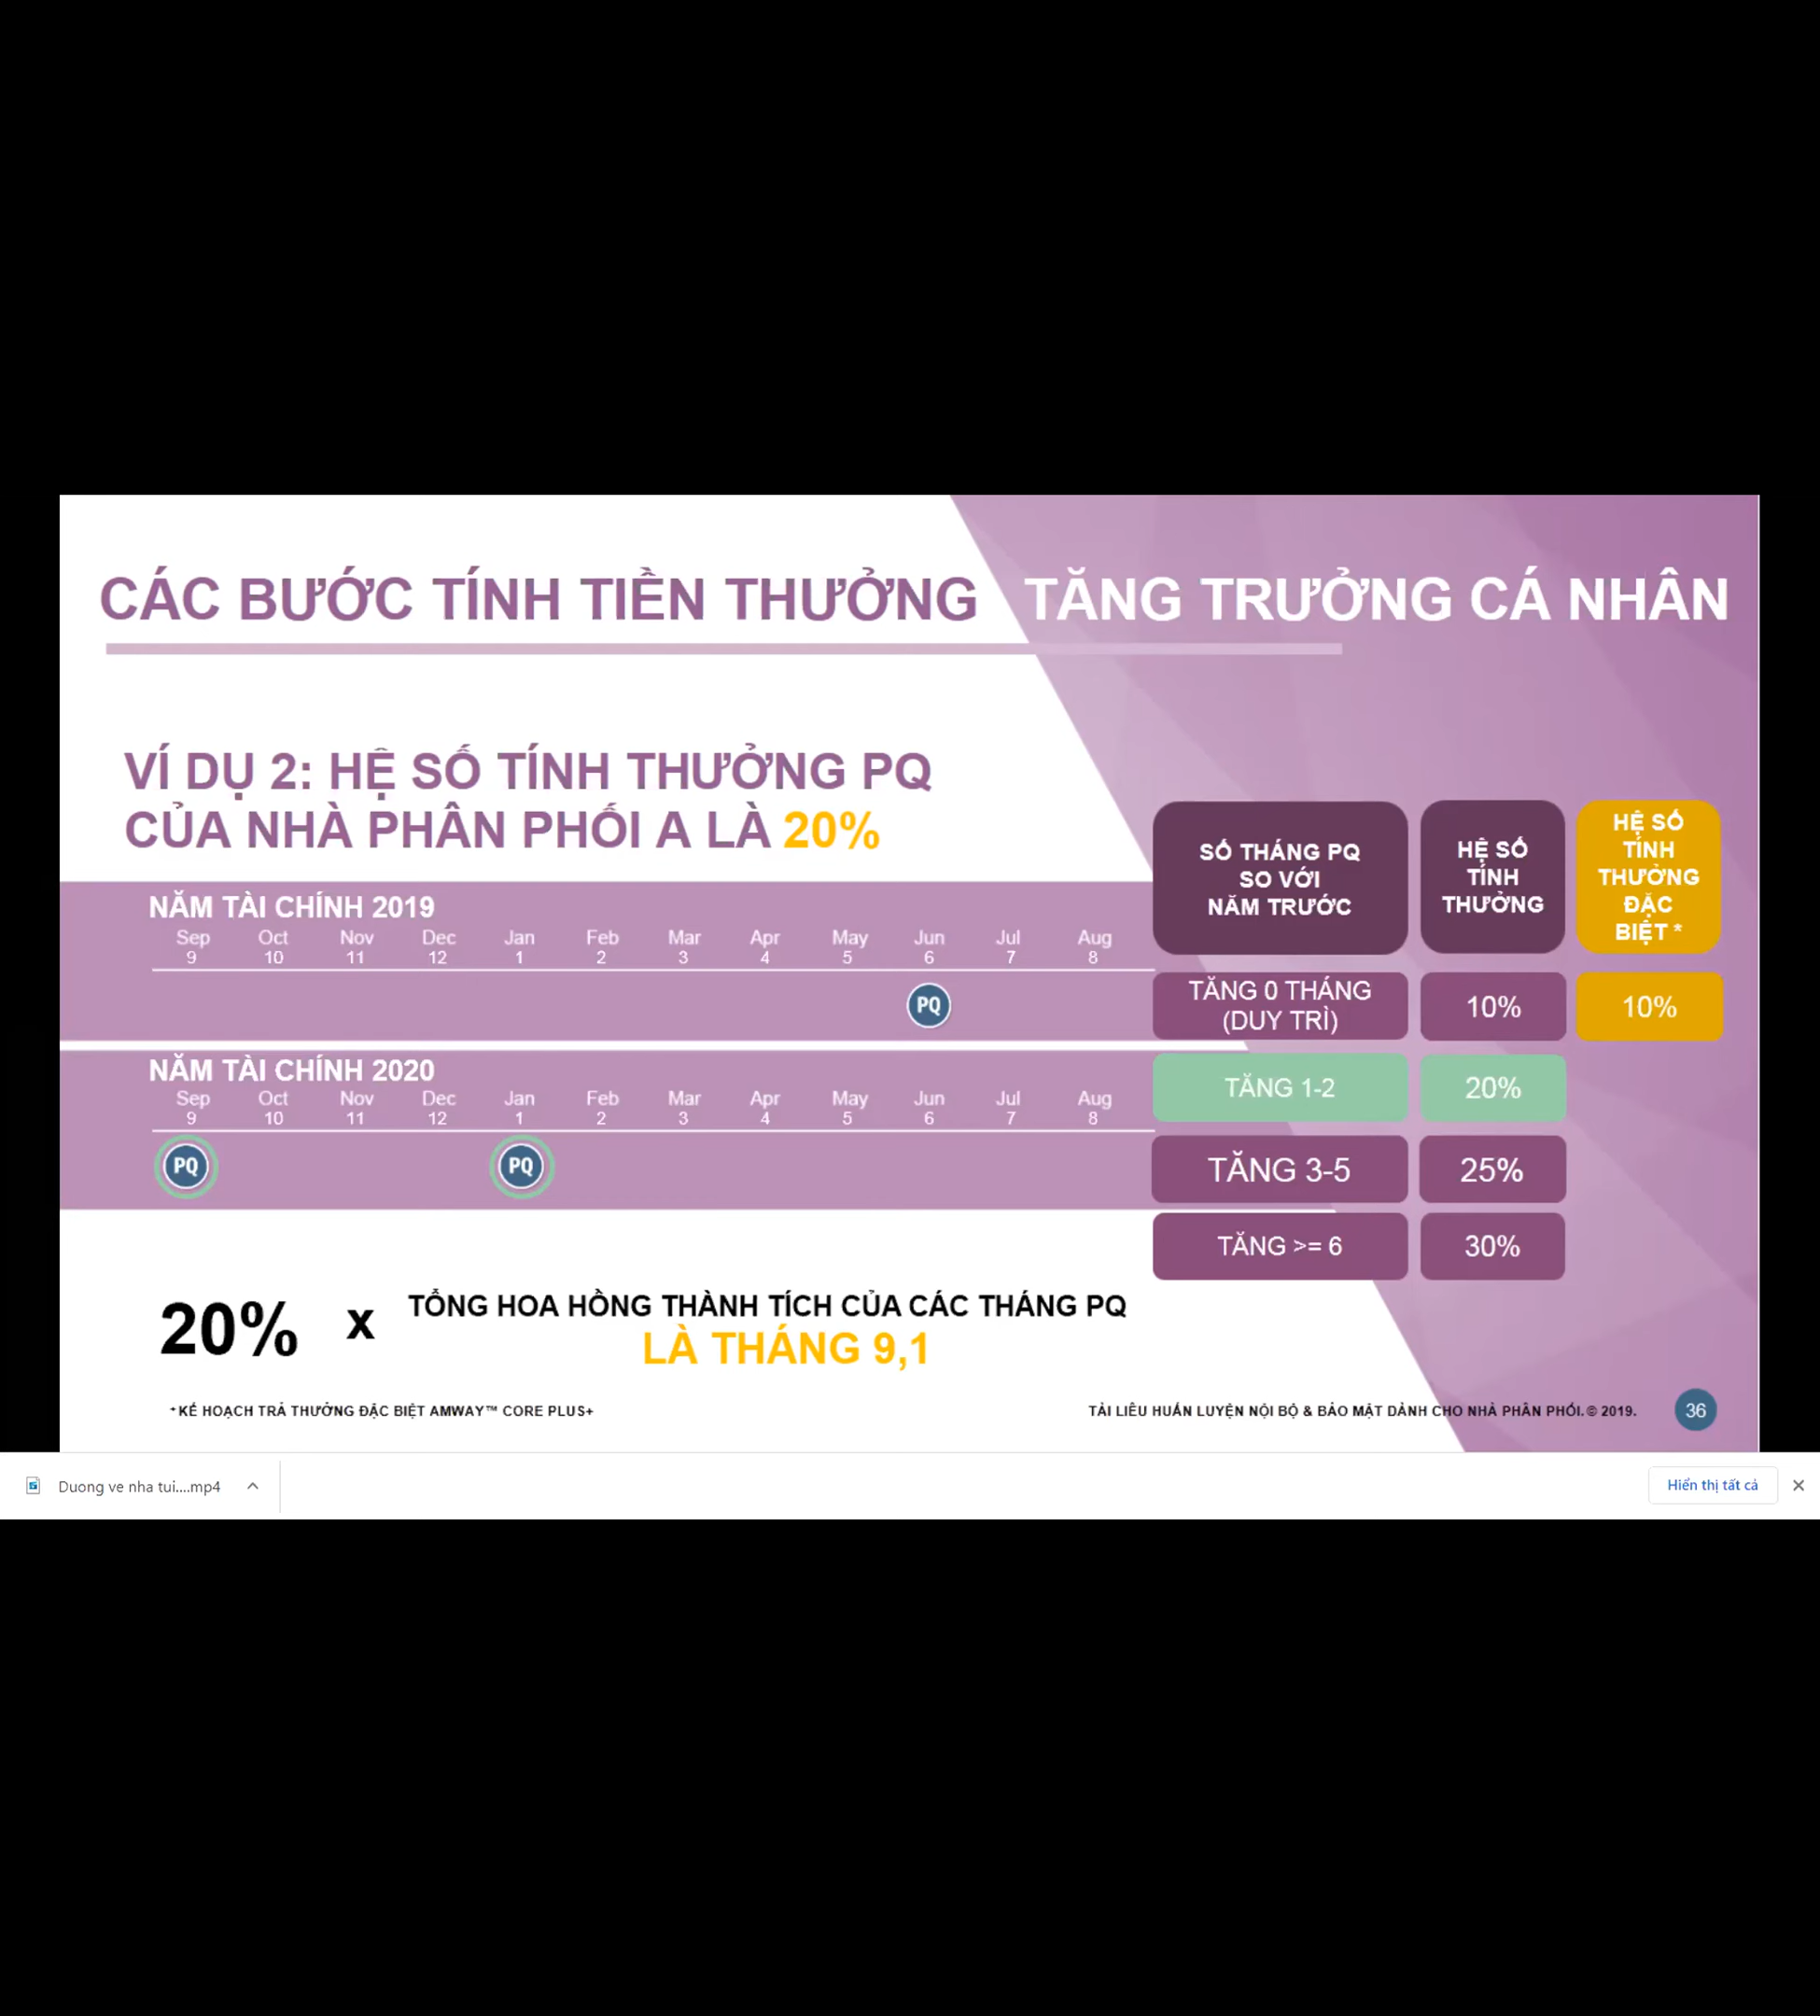 CÁC BƯỚC TÍNH TIỀN THƯỞNG TĂNG TRƯỞNG CÁ NHÂN
VÍ DỤ 2: HỆ SỐ TÍNH THƯỞNG PQ
CỦA NHÀ PHÂN PHỐI A LÀ 20%
NĂM TÀI CHÍNH 2019
Sep Oct Nov Dec Jan Feb Mar Apr May Jun Jul Aug
9 10 11 12 1 2 3 4 5 6 7 8
PQ
NĂM TÀI CHÍNH 2020
Sep Oct Nov Dec Jan Feb Mar Apr May Jun Jul Aug
9 10 11 12 1 2 3 4 5 6 7 8
PQ PQ
SỐ THÁNG PQ
SO VỚI
NĂM TRƯỚC
HỆ SỐ
TÍNH
THƯỞNG
HỆ SỐ
TÍNH
THƯỞNG
ĐẶC
BIỆT *
TĂNG 0 THÁNG
(DUY TRÌ)
10%
10%
TĂNG 1-2
20%
TĂNG 3-5
25%
TĂNG >= 6
30%
20% x
TỔNG HOA HỒNG THÀNH TÍCH CỦA CÁC THÁNG PQ
LÀ THÁNG 9,1
*KẾ HOẠCH TRẢ THƯỞNG ĐẶC BIỆT AMWAY™ CORE PLUS+
TÀI LIỆU HUẤN LUYỆN NỘI BỘ & BẢO MẬT DÀNH CHO NHÀ PHÂN PHỐI.© 2019.
36
Duong ve nha tui....mp4
Hiển thị tất cả